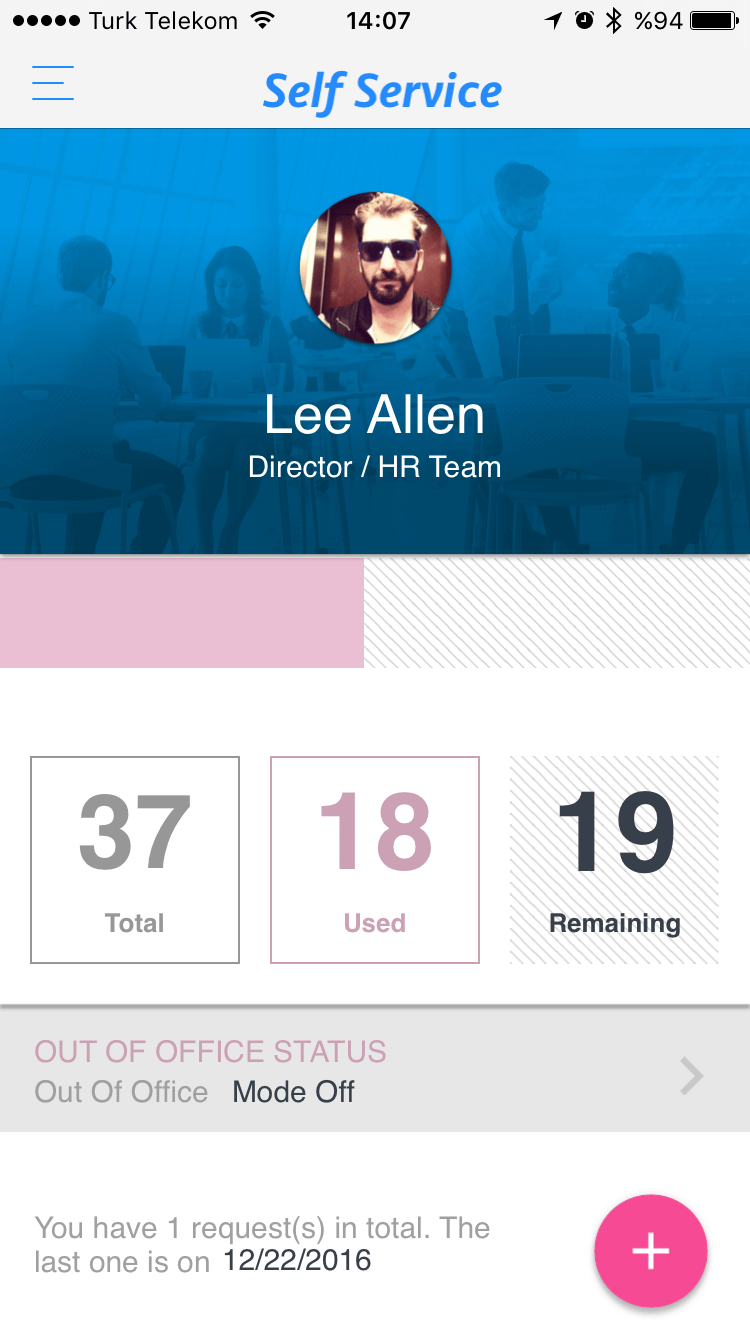 Turk Telekom 14:07 %94
Self Service
Lee Allen
Director / HR Team
37 18 19
Total Used Remaining
OUT OF OFFICE STATUS
Out Of Office Mode Off
You have 1 request(s) in total. The
last one is on 12/22/2016